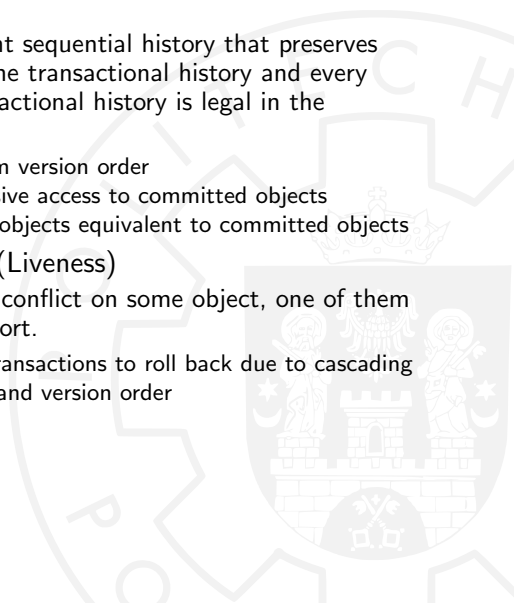 nt sequential history that preserves
ne transactional history and every
actional history is legal in the
m version order
sive access to committed objects
objects equivalent to committed objects
(Liveness)
conflict on some object, one of them
ort.
ransactions to roll back due to cascading
and version order
I T E C H
P O